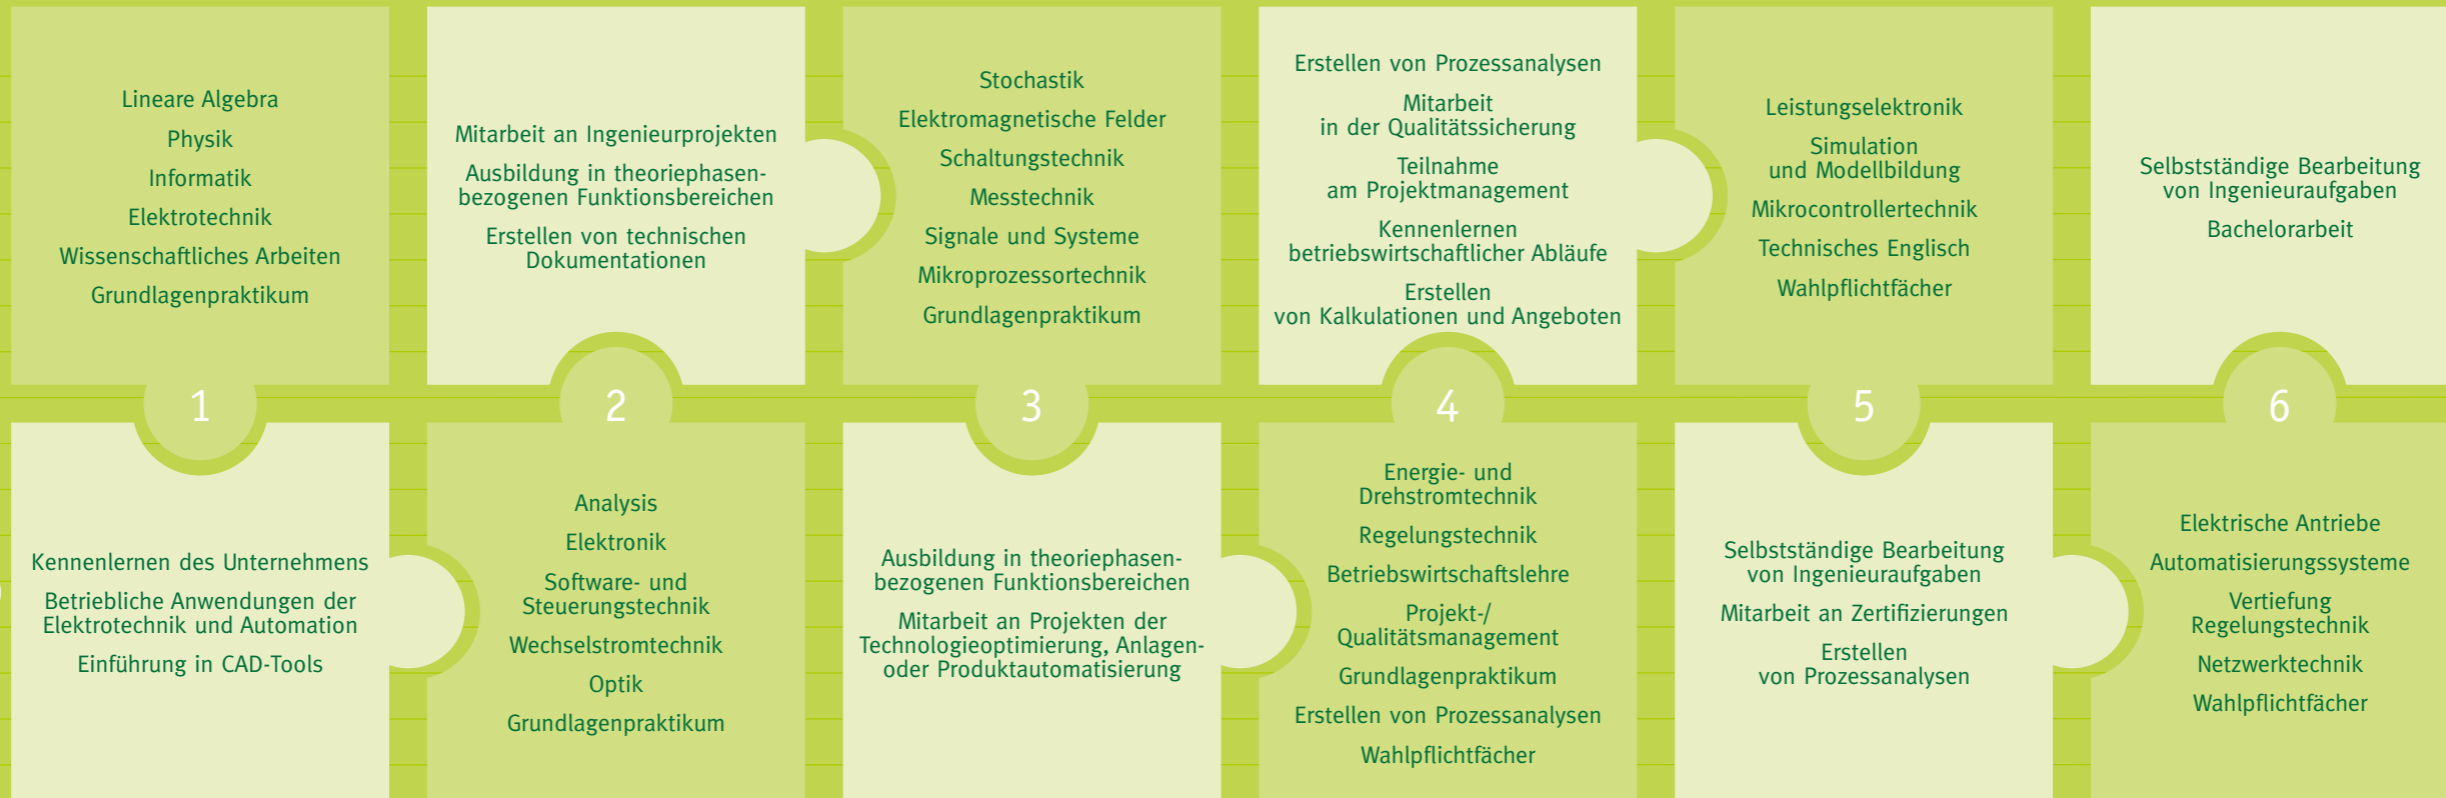 Lineare Algebra
Physik
Informatik
Elektrotechnik
Wissenschaftliches Arbeiten
Grundlagenpraktikum
1
Kennenlernen des Unternehmens
Betriebliche Anwendungen der
Elektrotechnik und Automation
Einführung in CAD-Tools
Mitarbeit an Ingenieurprojekten
Ausbildung in theoriephasen-
bezogenen Funktionsbereichen
Erstellen von technischen
Dokumentationen
2
Analysis
Elektronik
Software- und
Steuerungstechnik
Wechselstromtechnik
Optik
Grundlagenpraktikum
Stochastik
Elektromagnetische Felder
Schaltungstechnik
Messtechnik
Signale und Systeme
Mikroprozessortechnik
Grundlagenpraktikum
3
Ausbildung in theoriephasen-
bezogenen Funktionsbereichen
Mitarbeit an Projekten der
Technologieoptimierung, Anlagen-
oder Produktautomatisierung
Erstellen von Prozessanalysen
Mitarbeit
in der Qualitätssicherung
Teilnahme
am Projektmanagement
Kennenlernen
betriebswirtschaftlicher Abläufe
Erstellen
von Kalkulationen und Angeboten
4
Energie- und
Drehstromtechnik
Regelungstechnik
Betriebswirtschaftslehre
Projekt-/
Qualitätsmanagement
Grundlagenpraktikum
Erstellen von Prozessanalysen
Wahlpflichtfächer
Leistungselektronik
Simulation
und Modellbildung
Mikrocontrollertechnik
Technisches Englisch
Wahlpflichtfächer
5
Selbstständige Bearbeitung
von Ingenieuraufgaben
Mitarbeit an Zertifizierungen
Erstellen
von Prozessanalysen
Selbstständige Bearbeitung
von Ingenieuraufgaben
Bachelorarbeit
6
Elektrische Antriebe
Automatisierungssysteme
Vertiefung
Regelungstechnik
Netzwerktechnik
Wahlpflichtfächer